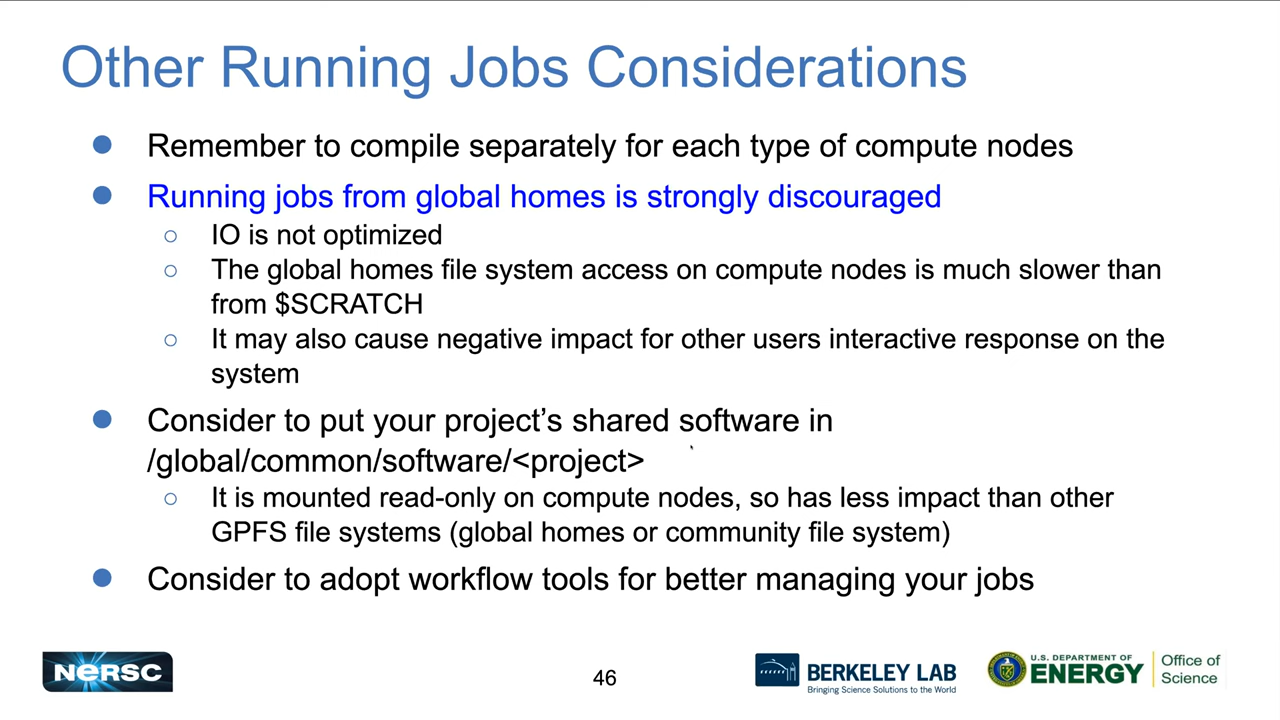 Other Running Jobs Considerations
● Remember to compile separately for each type of compute nodes
● Running jobs from global homes is strongly discouraged
○ IO is not optimized
○ The global homes file system access on compute nodes is much slower than
from $SCRATCH
○ It may also cause negative impact for other users interactive response on the
system
● Consider to put your project’s shared software in
/global/common/software/<project>
○ It is mounted read-only on compute nodes, so has less impact than other
GPFS file systems (global homes or community file system)
● Consider to adopt workflow tools for better managing your jobs
NERSC
46
BERKELEY LAB
Bringing Science Solutions to the World
U.S. DEPARTMENT OF
ENERGY
Office of
Science